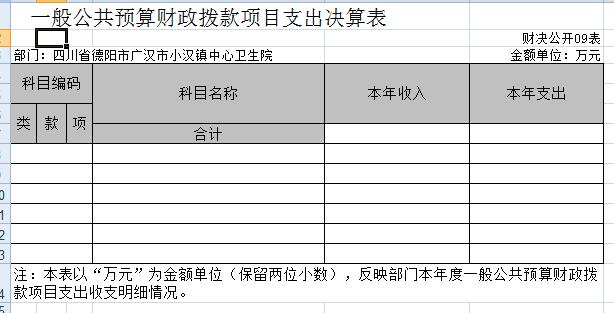 一般公共预算财政拨款项目支出决算表
财决公开09表
部门：四川省德阳市广汉市小汉镇中心卫生院 金额单位：万元
科目编码 科目名称 本年收入 本年支出
类 款 项
合计
注：本表以“万元”为金额单位（保留两位小数），反映部门本年度一般公共预算财政拨
款项目支出收支明细情况。